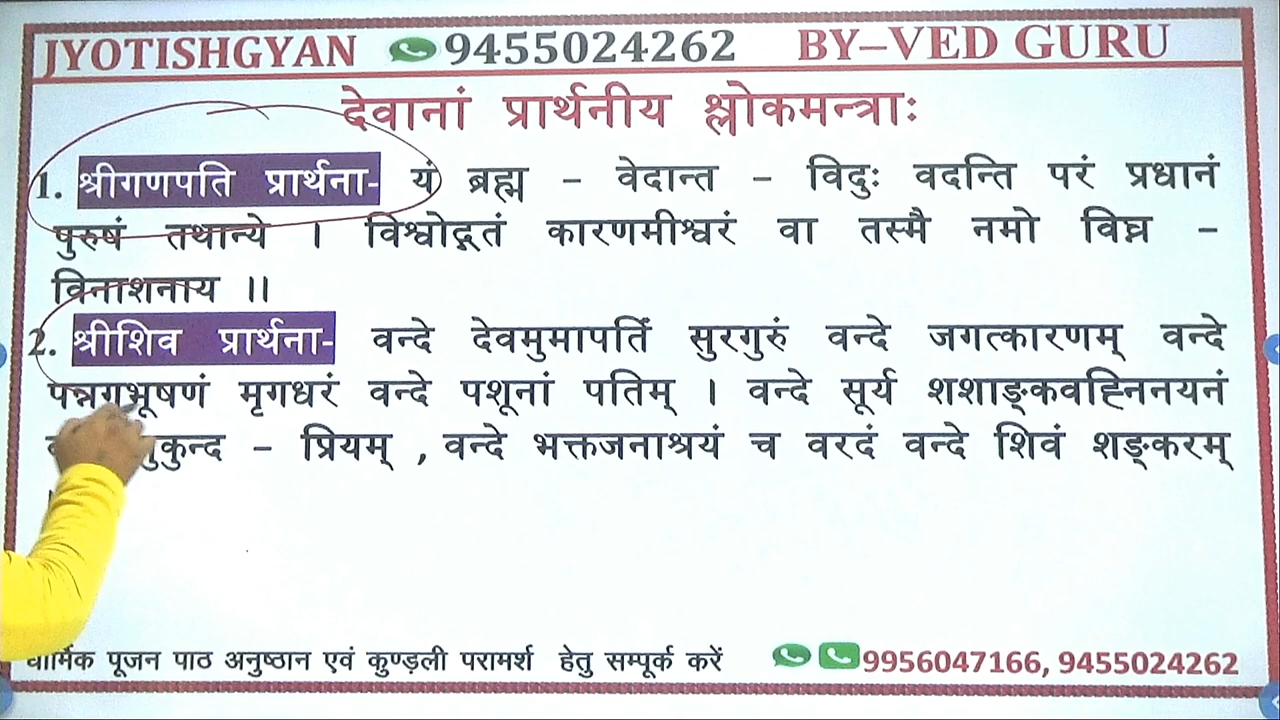 JYOTISHGYAN 9455024262 BY–VED GURU
देवानां प्रार्थनीय श्लोकमन्त्राः
1. श्रीगणपति प्रार्थना- यं ब्रह्म – वेदान्त – विदुः वदन्ति परं प्रधानं
पुरुषं तथान्ये । विश्वोद्गतं कारणमीश्वरं वा तस्मै नमो विघ्न –
विनाशनाय ।।
2. श्रीशिव प्रार्थना- वन्दे देवमुमापतिं सुरगुरुं वन्दे जगत्कारणम् वन्दे
पन्नगभूषणं मृगधरं वन्दे पशूनां पतिम् । वन्दे सूर्य शशाङ्कवह्निनयनं
– प्रियम् , वन्दे भक्तजनाश्रयं च वरदं वन्दे शिवं शङ्करम्
धार्मिक पूजन पाठ अनुष्ठान एवं कुण्ड़ली परामर्श हेतु सम्पूर्क करें 9956047166, 9455024262